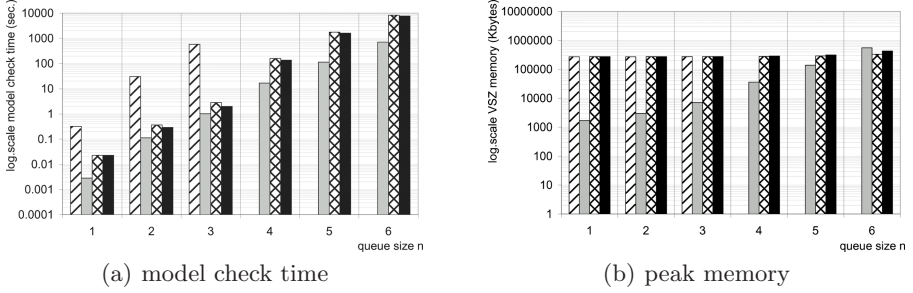 log.scale model check time (sec.)
10000
1000
100
10
1
0.1
0.01
0.001
0.0001
1 2 3 4 5 6
queue size n
(a) model check time
log.scale VSZ memory (Kbytes)
10000000
1000000
100000
10000
1000
100
10
1
1 2 3 4 5 6
queue size n
(b) peak memory